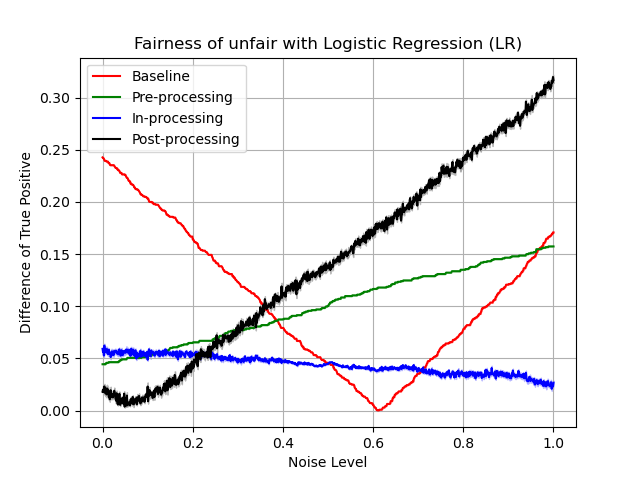 Fairness of unfair with Logistic Regression (LR)
Baseline
Pre-processing
In-processing
Post-processing
Difference of True Positive
0.30
0.25
0.20
0.15
0.10
0.05
0.00
0.0 0.2 0.4 0.6 0.8 1.0
Noise Level